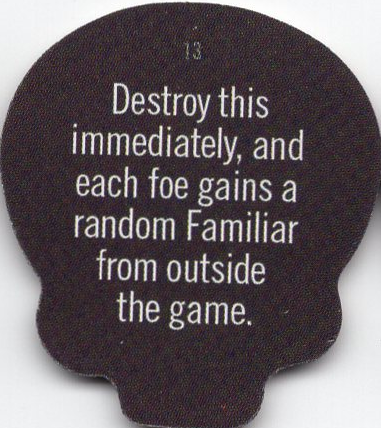 13
Destroy this
immediately, and
each foe gains a
random Familiar
from outside
the game.